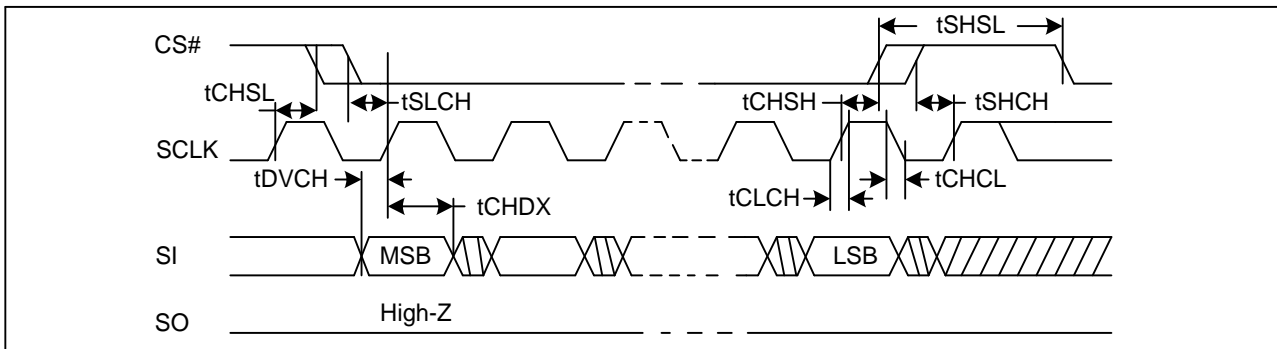 tSHSL
CS#
tCHSL
tSLCH
tCHSH
tSHCH
SCLK
tDVCH
tCHDX
tCLCH
tCHCL
SI
MSB
LSB
High-Z
SO